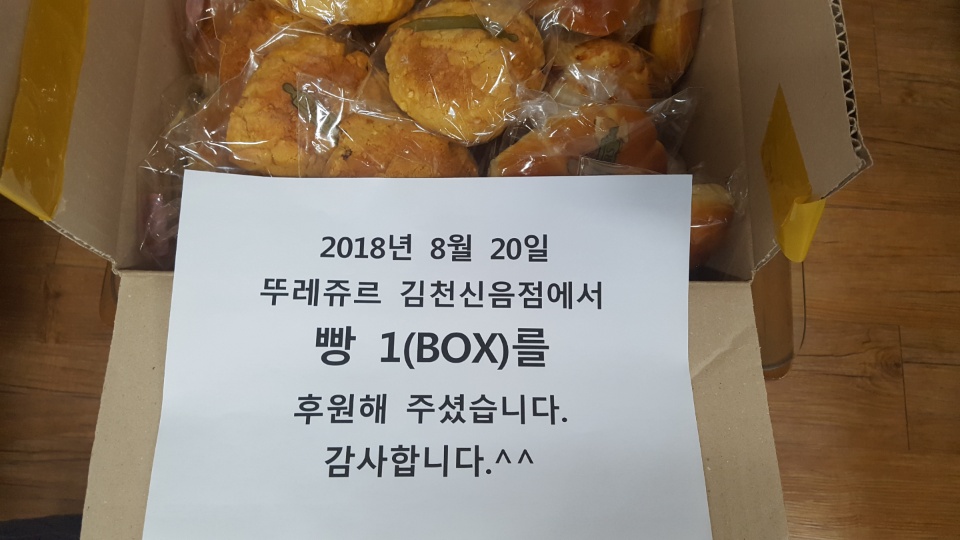 2018년 8월 20일
뚜레쥬르 김천신음점에서
빵 1(BOX)를
후원해 주셨습니다.
감사합니다.^^